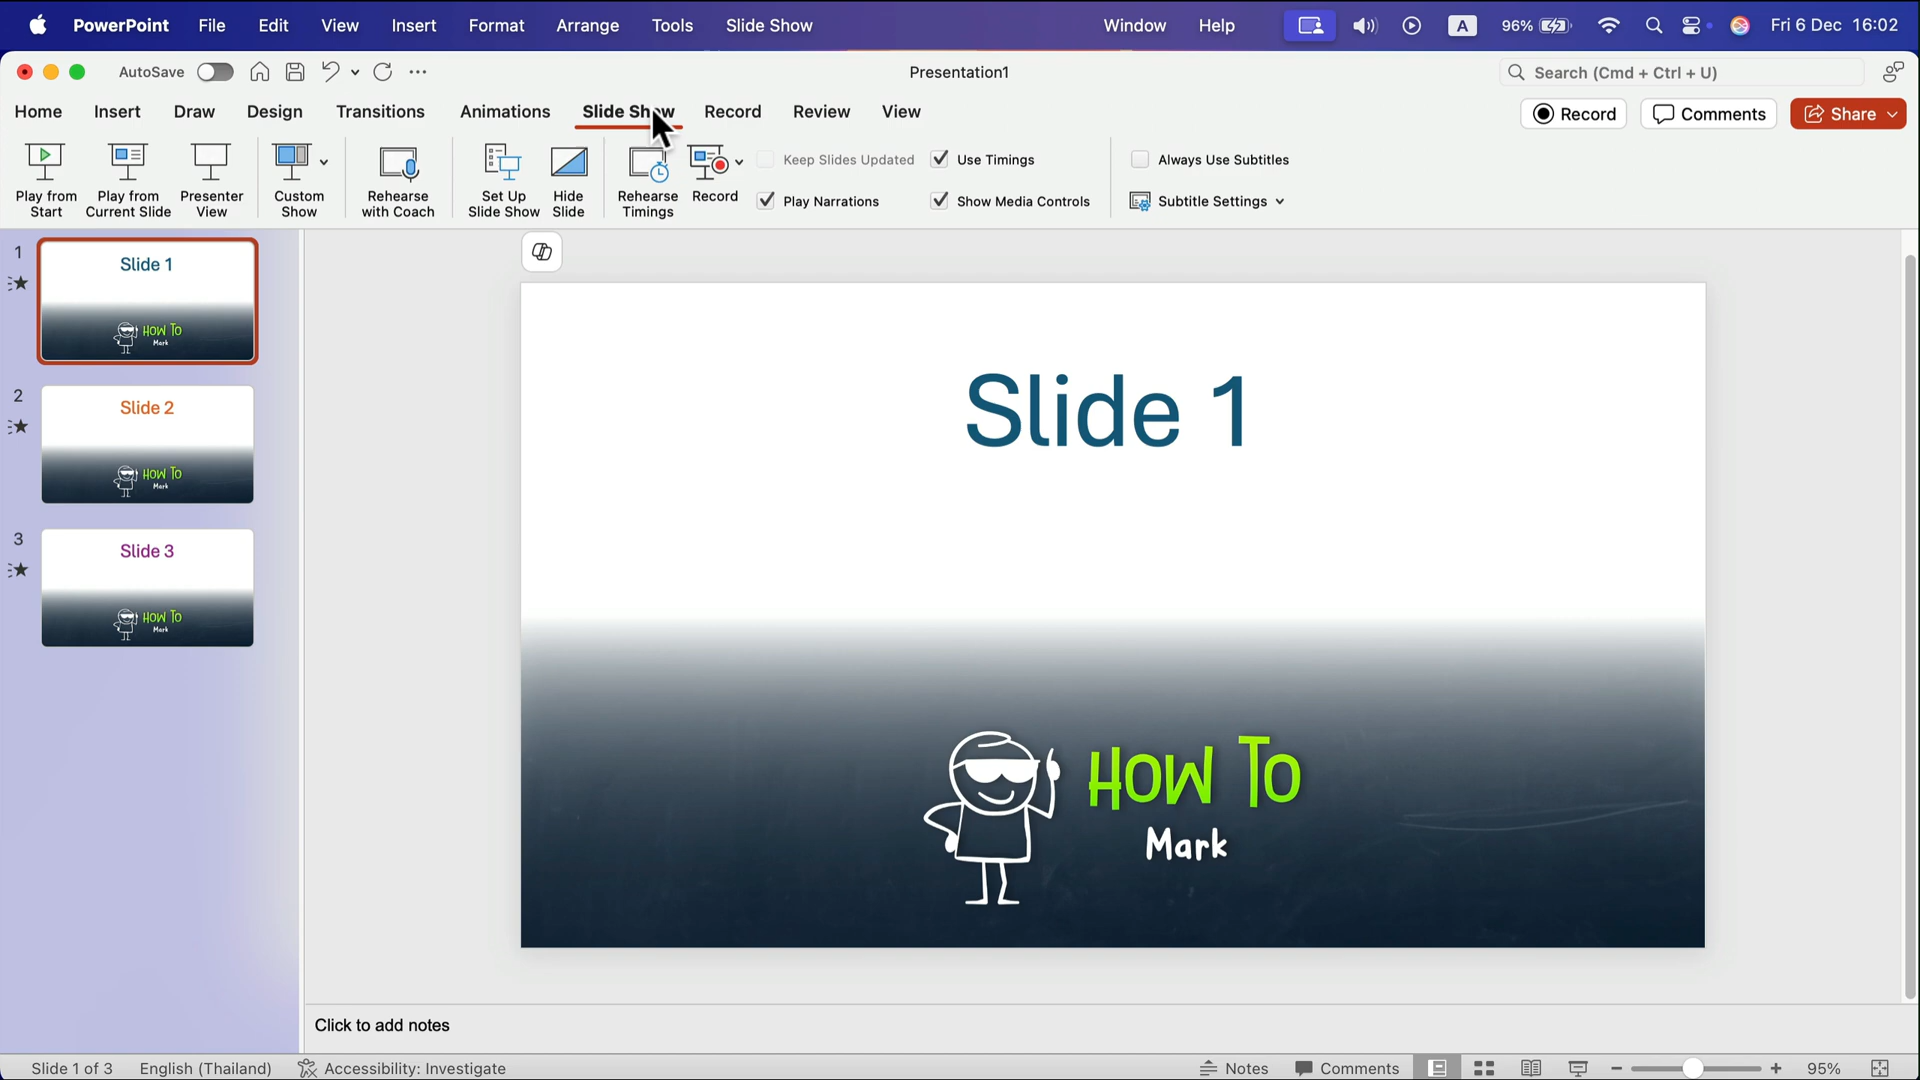 PowerPoint File Edit View Insert Format Arrange Tools Slide Show Window Help A 96% Fri 6 Dec 16:02
AutoSave Presentation1 Search (Cmd + Ctrl + U)
Home Insert Draw Design Transitions Animations Slide Show Record Review View Record Comments Share
Keep Slides Updated Use Timings Always Use Subtitles
Play from Play from Presenter Custom Rehearse Set Up Hide Rehearse Record Play Narrations Show Media Controls Subtitle Settings
Start Current Slide View Show with Coach Slide Show Slide Timings
1
Slide 1
How To
Mark
2
Slide 2
How To
Mark
3
Slide 3
How To
Mark
Slide 1
How To
Mark
Click to add notes
Slide 1 of 3 English (Thailand) Accessibility: Investigate Notes Comments 95%